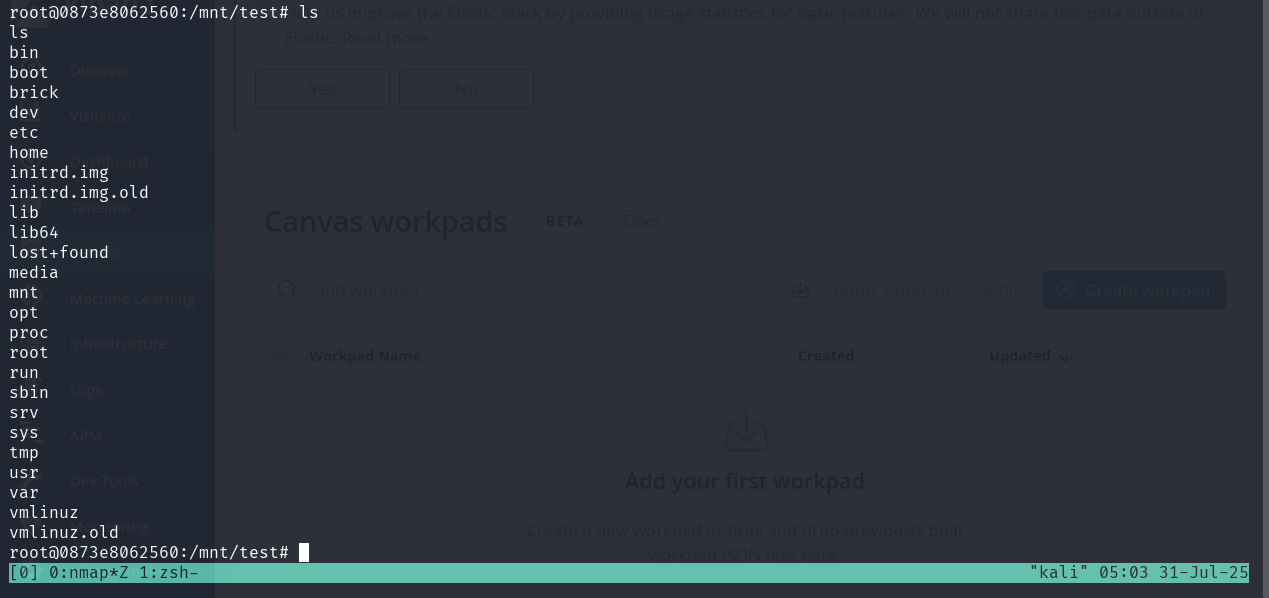 root@0873e8062560:/mnt/test# ls
us improve the Elastic Stack by providing usage statistics for basic features. We will not share this data outside of
ls
Elastic. Read more
bin
boot
Discover
brick
Yes
No
dev
Visualize
etc
home
Dashboard
initrd.img
initrd.img.old
lib
Timelion
Canvas workpads
BETA
Docs
lib64
lost+found
media
mnt
Machine Learning
Find workpad
Import workpad JSON file
Create workpad
opt
proc
Infrastructure
root
Workpad Name
Created
Updated
run
sbin
Logs
srv
sys
APM
tmp
usr
Dev Tools
Add your first workpad
var
vmlinuz
vmlinuz.old
Create a new workpad or drag and drop previously built
root@0873e8062560:/mnt/test#
workpad JSON files here.
[0] 0:nmap*Z 1:zsh- "kali" 05:03 31-Jul-25